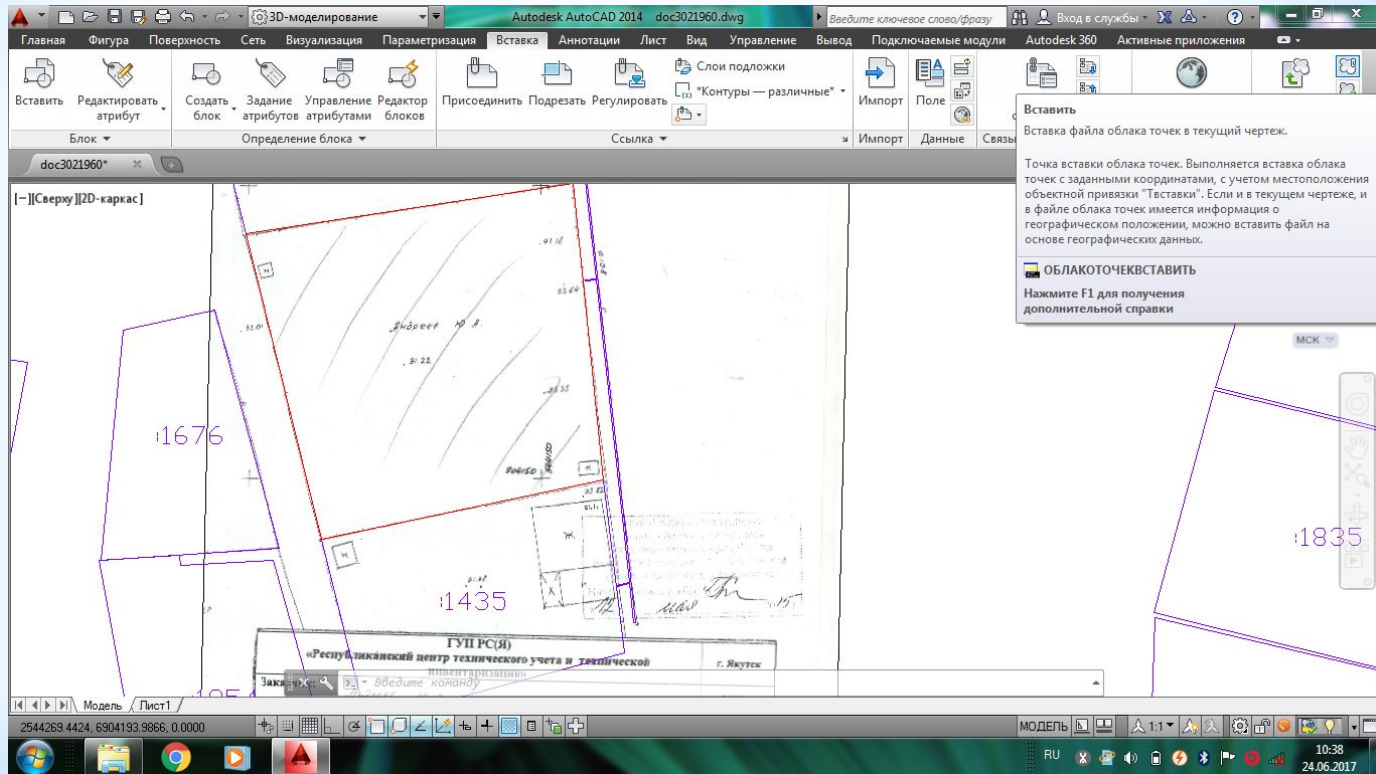 3D-моделирование
Autodesk AutoCAD 2014 doc3021960.dwg
Введите ключевое слово/фразу
Вход в службы
Главная Фигура Поверхность Сеть Визуализация Параметризация Вставка Аннотации Лист Вид Управление Вывод Подключаемые модули Autodesk 360 Активные приложения
Вставить
Редактировать атрибут
Создать блок
Задание атрибутов
Управление атрибутами
Редактор блоков
Присоединить Подрезать Регулировать
Слои подложки
*Контуры — различные*
Импорт
Поле
Блок
Определение блока
Ссылка
Импорт
Данные
Связы
Вставить
Вставка файла облака точек в текущий чертеж.
Точка вставки облака точек. Выполняется вставка облака
точек с заданными координатами, с учетом местоположения
объектной привязки "Твставки". Если и в текущем чертеже, и
в файле облака точек имеется информация о
географическом положении, можно вставить файл на
основе географических данных.
ОБЛАКОТОЧЕКВСТАВИТЬ
Нажмите F1 для получения
дополнительной справки
doc3021960*
[−][Сверху][2D-каркас]
МСК
91.22
:1676
:1435
:1835
12 мая 15
ГУП РС(Я)
«Республиканский центр технического учета и технической
инвентаризации»
г. Якутск
Введите команду
Модель Лист1
2544269.4424, 6904193.9866, 0.0000
МОДЕЛЬ
1:1
RU
10:38
24.06.2017